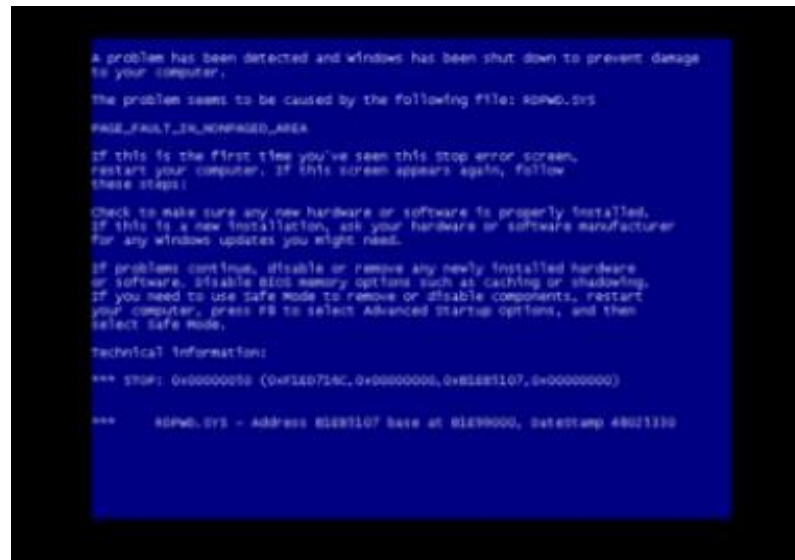 A problem has been detected and windows has been shut down to prevent damage
to your computer.
The problem seems to be caused by the following file: RDPWD.SYS
PAGE_FAULT_IN_NONPAGED_AREA
If this is the first time you've seen this Stop error screen,
restart your computer. If this screen appears again, follow
these steps:
Check to make sure any new hardware or software is properly installed.
If this is a new installation, ask your hardware or software manufacturer
for any windows updates you might need.
If problems continue, disable or remove any newly installed hardware
or software. Disable BIOS memory options such as caching or shadowing.
If you need to use Safe Mode to remove or disable components, restart
your computer, press F8 to select Advanced Startup Options, and then
select Safe Mode.
Technical information:
*** STOP: 0x00000050 (0x00000000, 0x00000000)
*** RDPWD.SYS - Address base at DateStamp